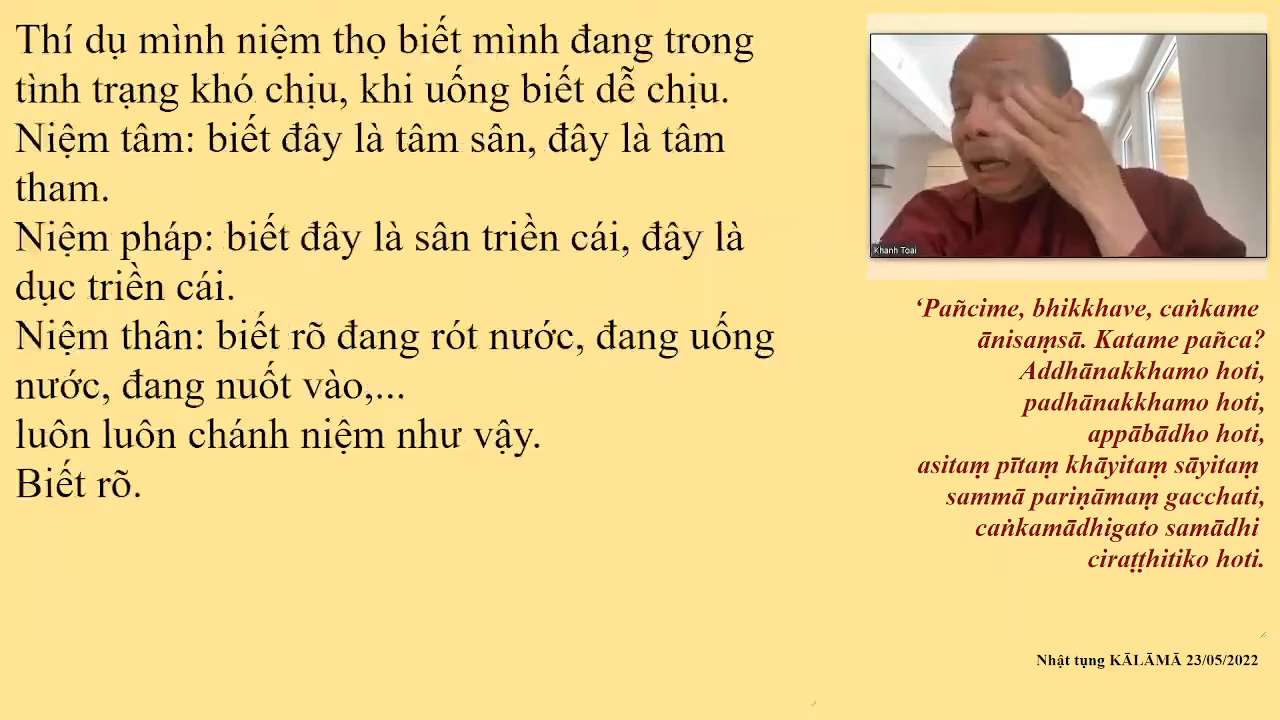 Thí dụ mình niệm thọ biết mình đang trong
tình trạng khó chịu, khi uống biết dễ chịu.
Niệm tâm: biết đây là tâm sân, đây là tâm
tham.
Niệm pháp: biết đây là sân triền cái, đây là
dục triền cái.
Niệm thân: biết rõ đang rót nước, đang uống
nước, đang nuốt vào,...
luôn luôn chánh niệm như vậy.
Biết rõ.
Khanh Toai
‘Pañcime, bhikkhave, caṅkame
ānisaṃsā. Katame pañca?
Addhānakkhamo hoti,
padhānakkhamo hoti,
appābādho hoti,
asitaṃ pītaṃ khāyitaṃ sāyitaṃ
sammā pariṇāmaṃ gacchati,
caṅkamādhigato samādhi
ciraṭṭhitiko hoti.
Nhật tụng KĀLĀMĀ 23/05/2022